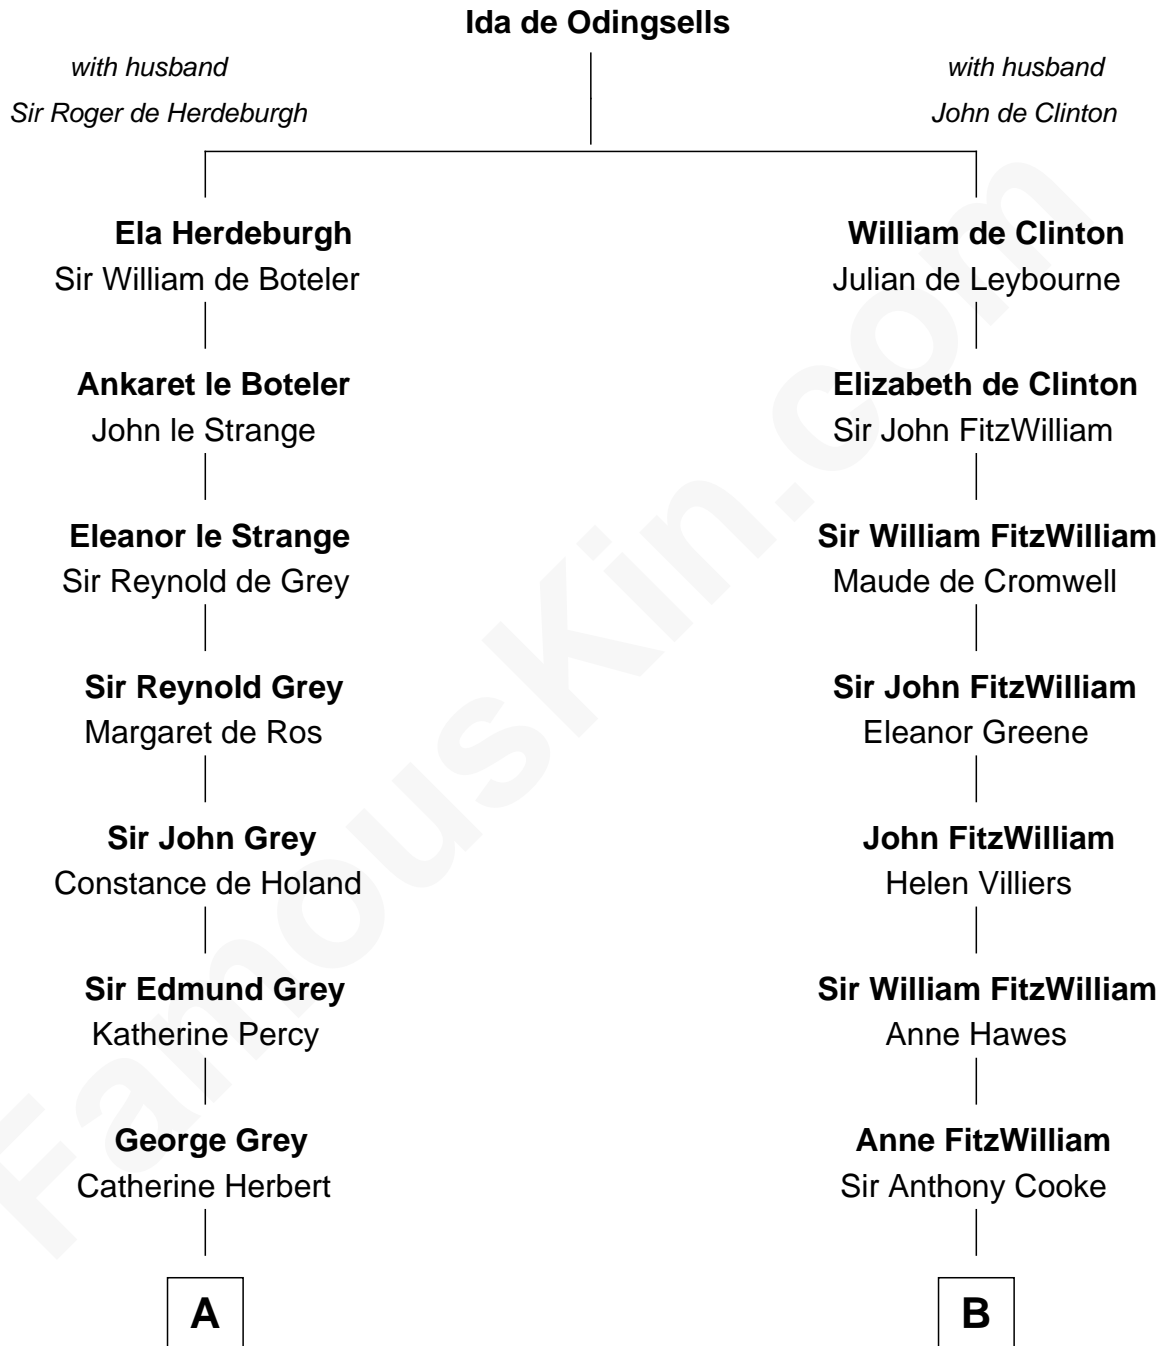 Ida de Odingsells
with husband
Sir Roger de Herdeburgh
with husband
John de Clinton
Ela Herdeburgh
Sir William de Boteler
Ankaret le Boteler
John le Strange
Eleanor le Strange
Sir Reynold de Grey
Sir Reynold Grey
Margaret de Ros
Sir John Grey
Constance de Holand
Sir Edmund Grey
Katherine Percy
George Grey
Catherine Herbert
A
William de Clinton
Julian de Leybourne
Elizabeth de Clinton
Sir John FitzWilliam
Sir William FitzWilliam
Maude de Cromwell
Sir John FitzWilliam
Eleanor Greene
John FitzWilliam
Helen Villiers
Sir William FitzWilliam
Anne Hawes
Anne FitzWilliam
Sir Anthony Cooke
B
FamousKin.com